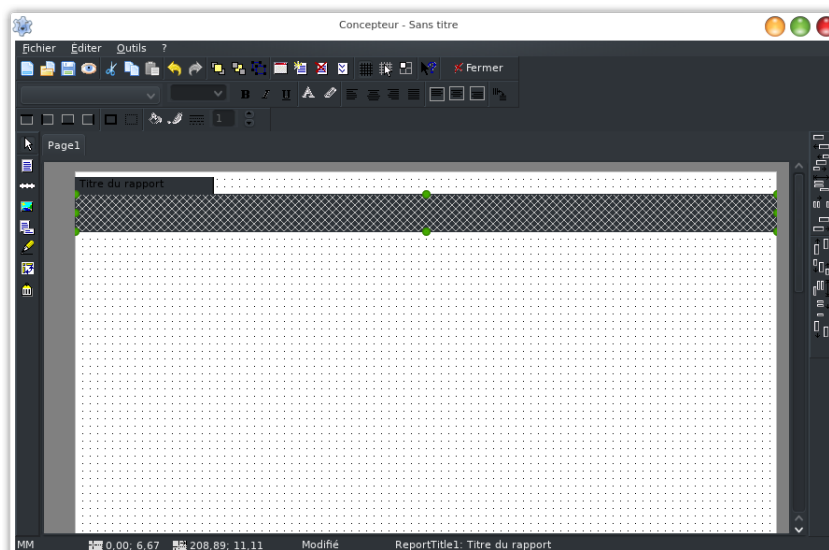 Concepteur - Sans titre
Fichier Éditer Outils ?
Fermer
B I U A
1
Page1
Titre du rapport
MM 0,00; 6,67 208,89; 11,11 Modifié ReportTitle1: Titre du rapport